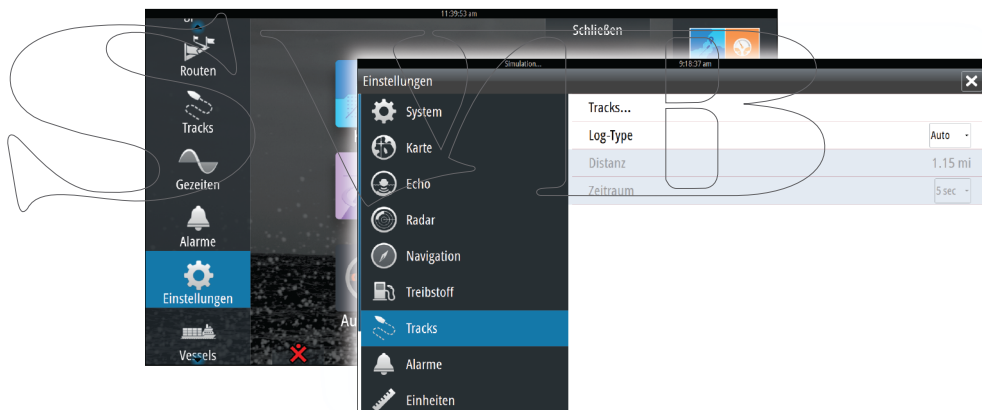 11:39:53 am
Schließen
Routen
Tracks
Gezeiten
Alarme
Einstellungen
Vessels
Simulation...
9:18:37 am
Einstellungen
System
Karte
Echo
Radar
Navigation
Treibstoff
Tracks
Alarme
Einheiten
Tracks...
Log-Type
Auto
Distanz
1.15 mi
Zeitraum
5 sec
SVB